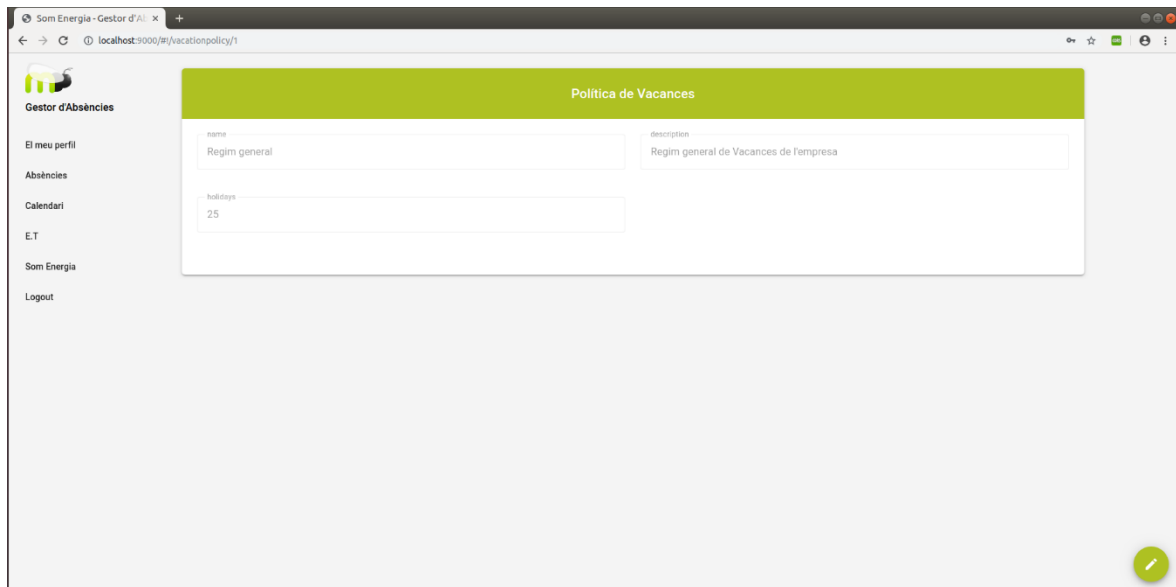 Som Energia - Gestor d'A
localhost:9000/#!/vacationpolicy/1
Gestor d'Absències
El meu perfil
Absències
Calendari
E.T
Som Energia
Logout
Política de Vacances
name
Regim general
description
Regim general de Vacances de l'empresa
holidays
25